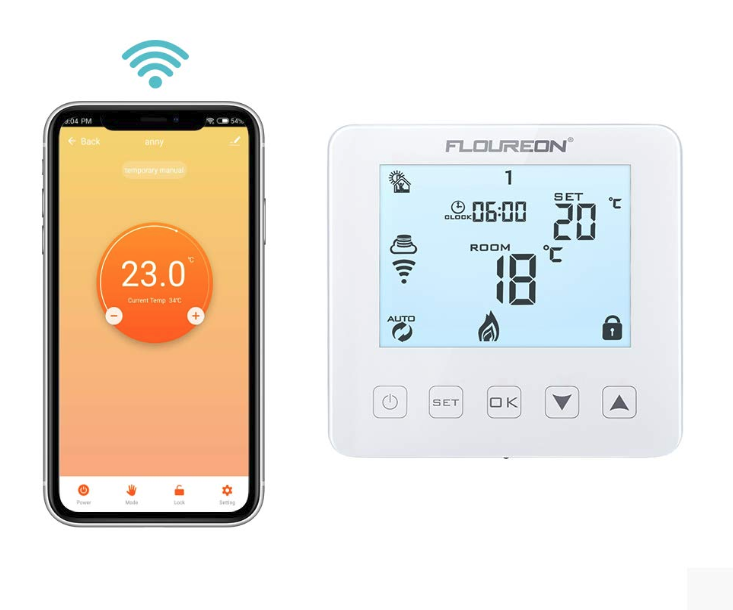 9:04 PM 54%
Back anny
temporary manual
23.0 ℃
Current Temp 34℃
− +
Power Mode Lock Setting
FLOUREON®
1
CLOCK 06:00
SET 20 ℃
ROOM 18 ℃
AUTO
SET OK